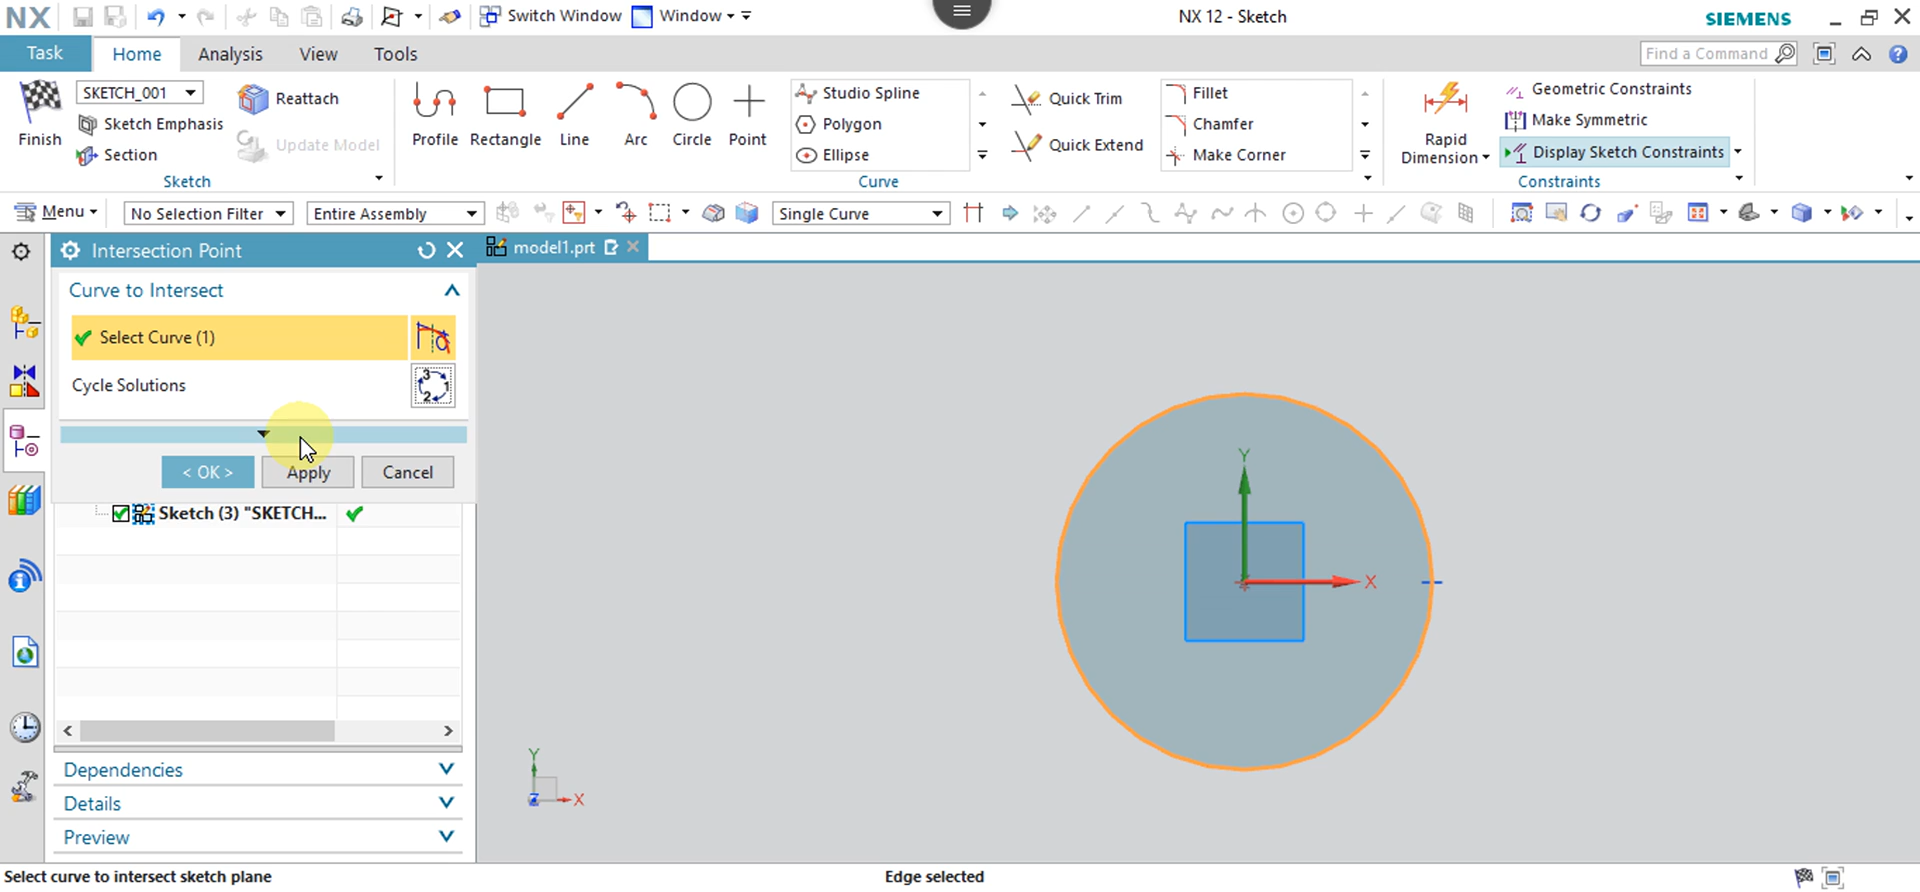 NX Switch Window Window NX 12 - Sketch SIEMENS
Task Home Analysis View Tools Find a Command
Finish
SKETCH_001
Sketch Emphasis
Section
Reattach
Update Model
Sketch
Profile Rectangle Line Arc Circle Point
Studio Spline
Polygon
Ellipse
Quick Trim
Quick Extend
Fillet
Chamfer
Make Corner
Curve
Rapid
Dimension
Geometric Constraints
Make Symmetric
Display Sketch Constraints
Constraints
Menu No Selection Filter Entire Assembly Single Curve
Intersection Point
model1.prt
Curve to Intersect
Select Curve (1)
Cycle Solutions
3
1
2
< OK > Apply Cancel
Sketch (3) "SKETCH...
Dependencies
Details
Preview
Y
X
Y
Z
X
Select curve to intersect sketch plane Edge selected